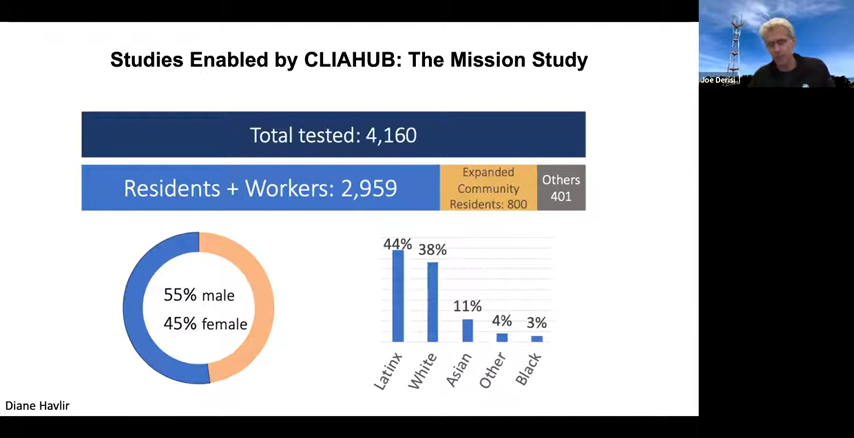 Studies Enabled by CLIAHUB: The Mission Study
Joe Derisi
Total tested: 4,160
Residents + Workers: 2,959
Expanded
Community
Residents: 800
Others
401
55% male
45% female
44%
38%
11%
4%
3%
Latinx
White
Asian
Other
Black
Diane Havlir